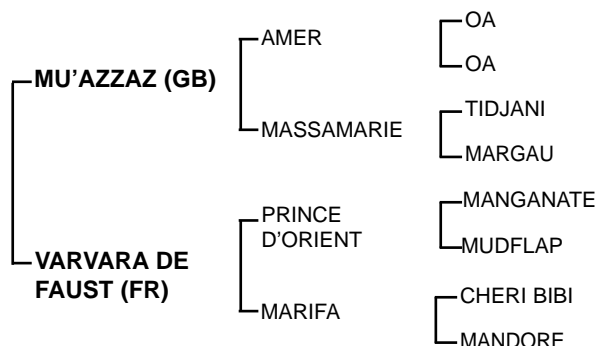 OA
AMER
OA
MU’AZZAZ (GB)
TIDJANI
MASSAMARIE
MARGAU
MANGANATE
PRINCE
D’ORIENT
MUDFLAP
VARVARA DE
FAUST (FR)
CHERI BIBI
MARIFA
MANDORE